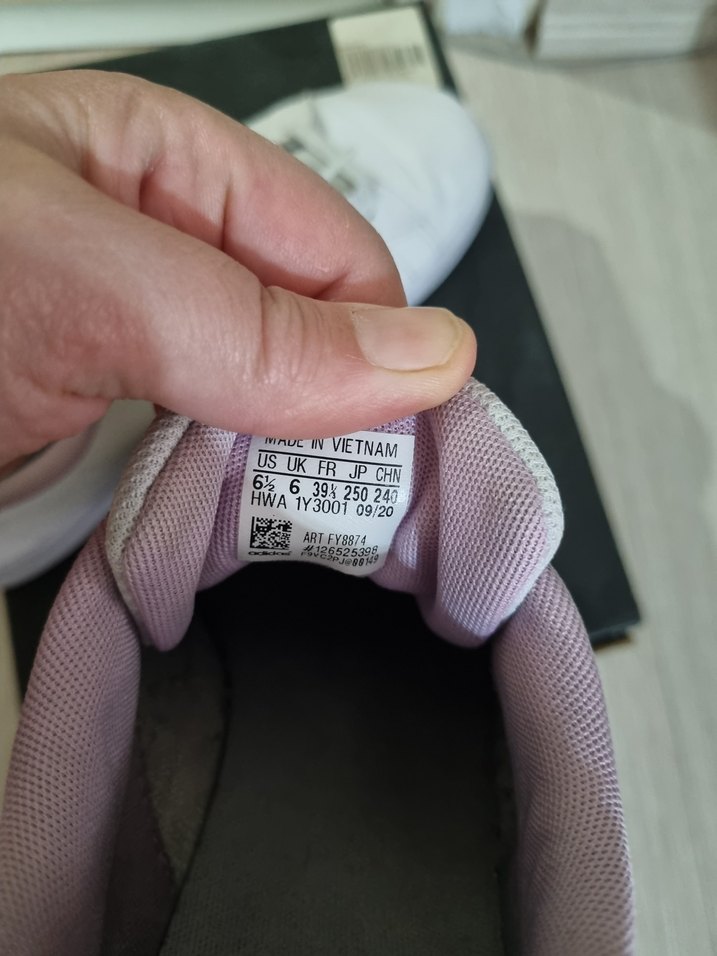 MADE IN VIETNAM
US UK FR JP CHN
6½ 6 39⅓ 250 240
HWA 1Y3001 09/20
ART FY8874
adidas #126525398